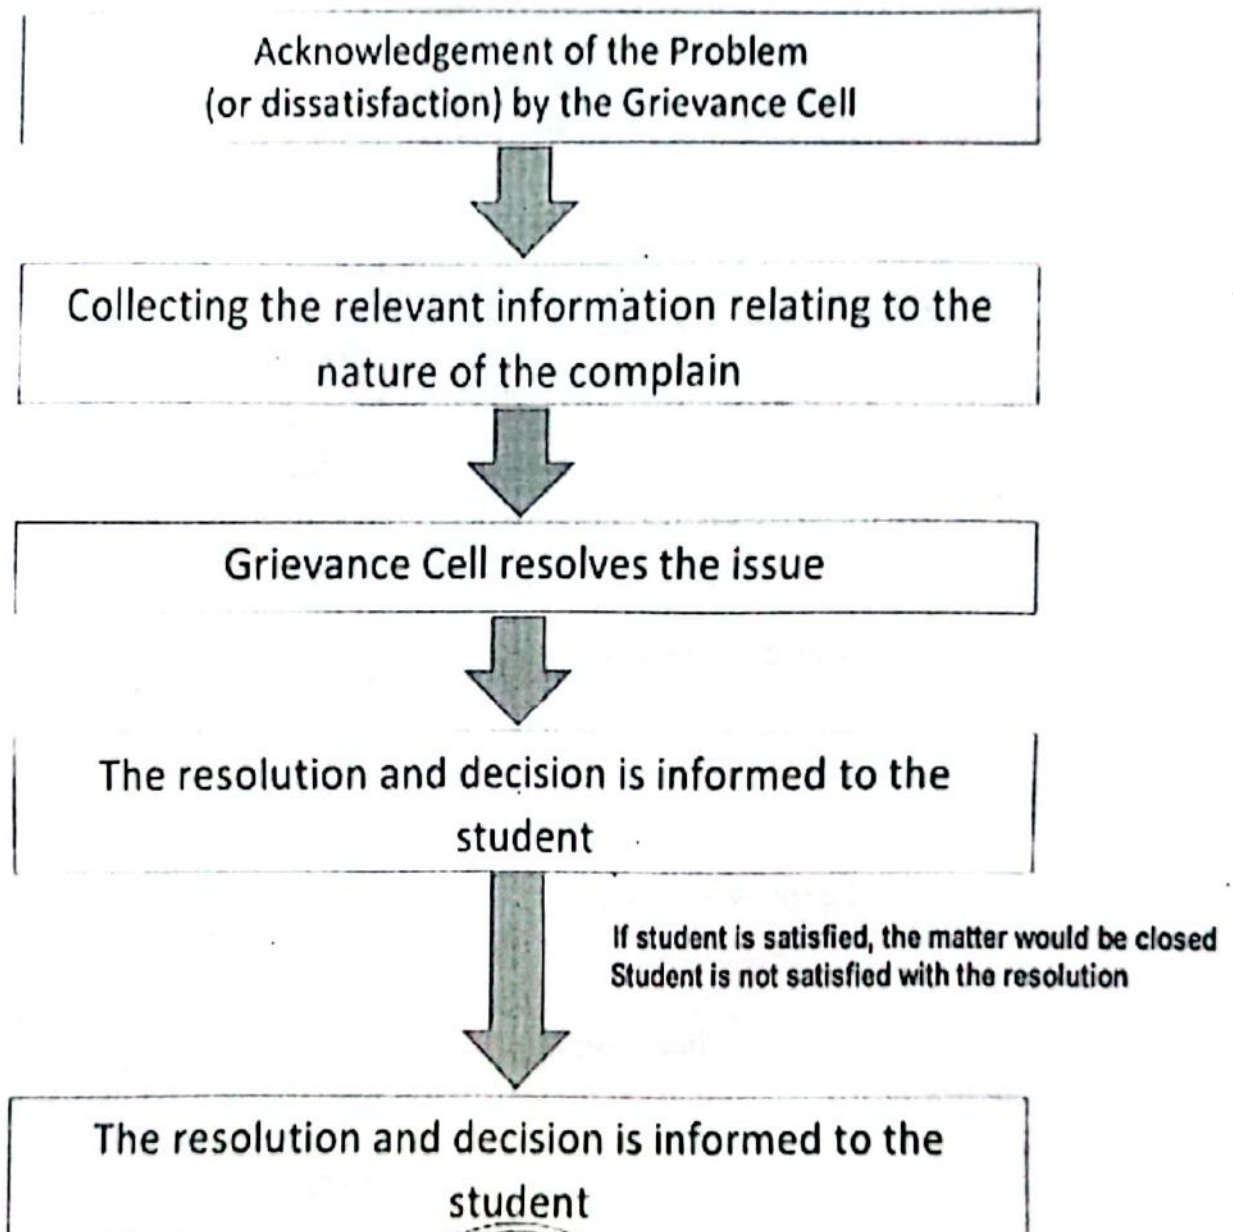 Acknowledgement of the Problem
(or dissatisfaction) by the Grievance Cell
Collecting the relevant information relating to the
nature of the complain
Grievance Cell resolves the issue
The resolution and decision is informed to the
student
If student is satisfied, the matter would be closed
Student is not satisfied with the resolution
The resolution and decision is informed to the
student